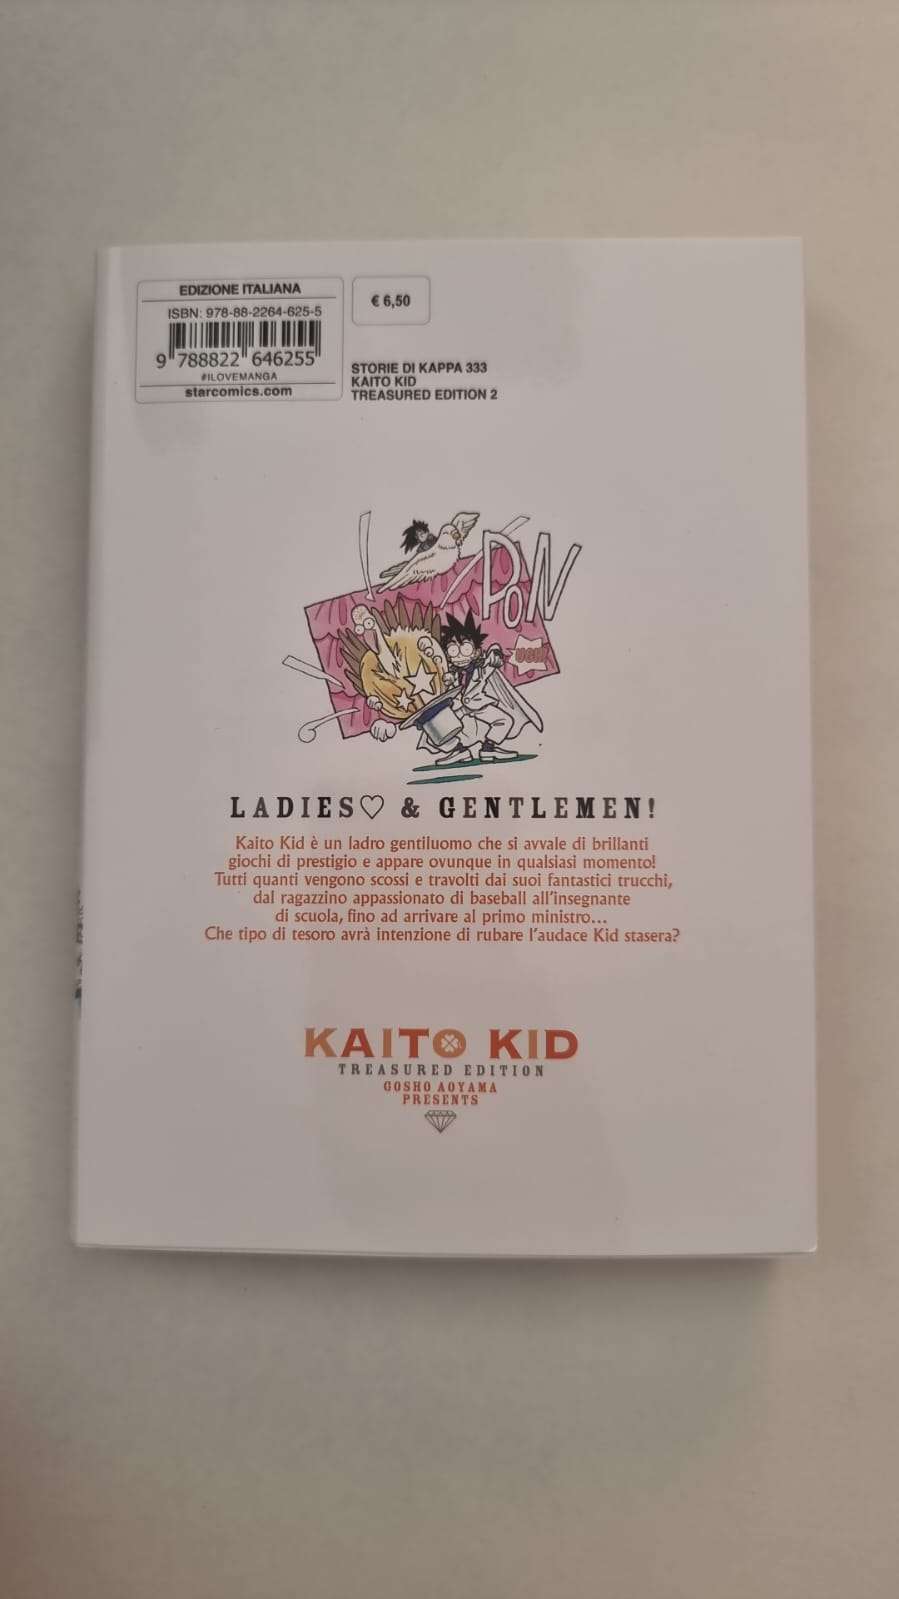 EDIZIONE ITALIANA
ISBN: 978-88-2264-625-5
9 788822 646255
#ILOVEMANGA
starcomics.com
€ 6,50
STORIE DI KAPPA 333
KAITO KID
TREASURED EDITION 2
PON
UGH
LADIES♡ & GENTLEMEN!
Kaito Kid è un ladro gentiluomo che si avvale di brillanti
giochi di prestigio e appare ovunque in qualsiasi momento!
Tutti quanti vengono scossi e travolti dai suoi fantastici trucchi,
dal ragazzino appassionato di baseball all'insegnante
di scuola, fino ad arrivare al primo ministro...
Che tipo di tesoro avrà intenzione di rubare l'audace Kid stasera?
KAITO KID
TREASURED EDITION
GOSHO AOYAMA
PRESENTS